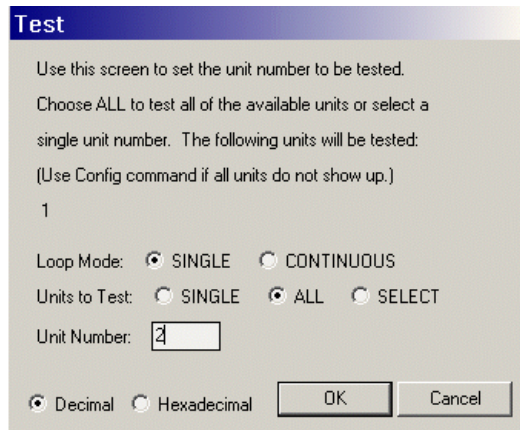 Test
Use this screen to set the unit number to be tested.
Choose ALL to test all of the available units or select a
single unit number. The following units will be tested:
(Use Config command if all units do not show up.)
1
Loop Mode: SINGLE CONTINUOUS
Units to Test: SINGLE ALL SELECT
Unit Number: 2
Decimal Hexadecimal OK Cancel